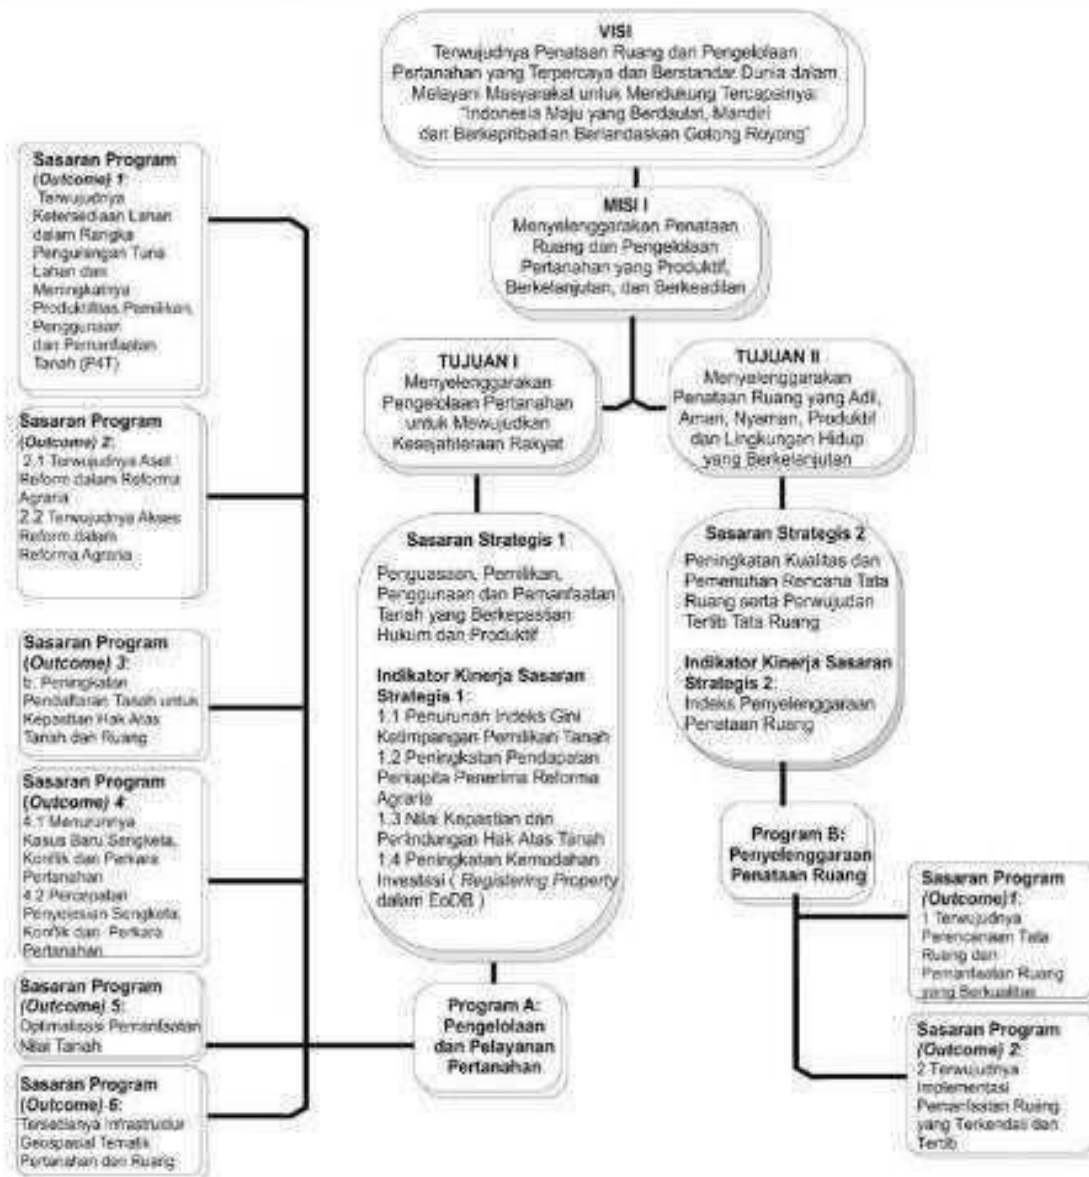 VISI
Terwujudnya Penataan Ruang dan Pengelolaan
Pertanahan yang Terpercaya dan Berstandar Dunia dalam
Melayani Masyarakat untuk Mendukung Tercapainya:
"Indonesia Maju yang Berdaulat, Mandiri
dan Berkepribadian Berlandaskan Gotong Royong"
MISI I
Menyelenggarakan Penataan
Ruang dan Pengelolaan
Pertanahan yang Produktif,
Berkelanjutan, dan Berkeadilan
TUJUAN I
Menyelenggarakan
Pengelolaan Pertanahan
untuk Mewujudkan
Kesejahteraan Rakyat
TUJUAN II
Menyelenggarakan
Penataan Ruang yang Adil,
Aman, Nyaman, Produktif
dan Lingkungan Hidup
yang Berkelanjutan
Sasaran Strategis 1
Penguasaan, Pemilikan,
Penggunaan dan Pemanfaatan
Tanah yang Berkepastian
Hukum dan Produktif
Indikator Kinerja Sasaran
Strategis 1:
1.1 Penurunan Indeks Gini
Ketimpangan Pemilikan Tanah
1.2 Peningkatan Pendapatan
Perkapita Penerima Reforma
Agraria
1.3 Nilai Kepastian dan
Perlindungan Hak Atas Tanah
1.4 Peningkatan Kemudahan
Investasi ( Registering Property
dalam EoDB )
Sasaran Strategis 2
Peningkatan Kualitas dan
Pemenuhan Rencana Tata
Ruang serta Perwujudan
Tertib Tata Ruang
Indikator Kinerja Sasaran
Strategis 2:
Indeks Penyelenggaraan
Penataan Ruang
Program A:
Pengelolaan
dan Pelayanan
Pertanahan
Program B:
Penyelenggaraan
Penataan Ruang
Sasaran Program
(Outcome) 1:
Terwujudnya
Ketersediaan Lahan
dalam Rangka
Pengurangan Tuna
Lahan dan
Meningkatnya
Produktifitas Pemilikan,
Penggunaan
dan Pemanfaatan
Tanah (P4T)
Sasaran Program
(Outcome) 2:
2.1 Terwujudnya Aset
Reform dalam Reforma
Agraria
2.2 Terwujudnya Akses
Reform dalam
Reforma Agraria
Sasaran Program
(Outcome) 3:
b. Peningkatan
Pendaftaran Tanah untuk
Kepastian Hak Atas
Tanah dan Ruang
Sasaran Program
(Outcome) 4:
4.1 Menurunnya
Kasus Baru Sengketa,
Konflik dan Perkara
Pertanahan
4.2 Percepatan
Penyelesian Sengketa,
Konflik dan Perkara
Pertanahan
Sasaran Program
(Outcome) 5:
Optimalisasi Pemanfaatan
Nilai Tanah
Sasaran Program
(Outcome) 6:
Tersedianya Infrastruktur
Geospasial Tematik
Pertanahan dan Ruang
Sasaran Program
(Outcome)1:
1 Terwujudnya
Perencanaan Tata
Ruang dan
Pemanfaatan Ruang
yang Berkualitas
Sasaran Program
(Outcome) 2:
2 Terwujudnya
Implementasi
Pemanfaatan Ruang
yang Terkendali dan
Tertib